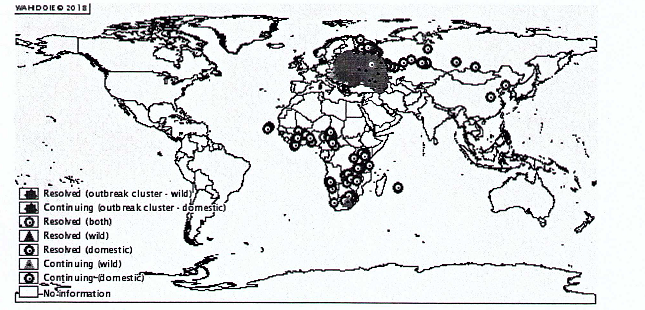 WAHID OIE © 2018
Resolved (outbreak cluster - wild)
Continuing (outbreak cluster - domestic)
Resolved (both)
Resolved (wild)
Resolved (domestic)
Continuing (wild)
Continuing (domestic)
No information